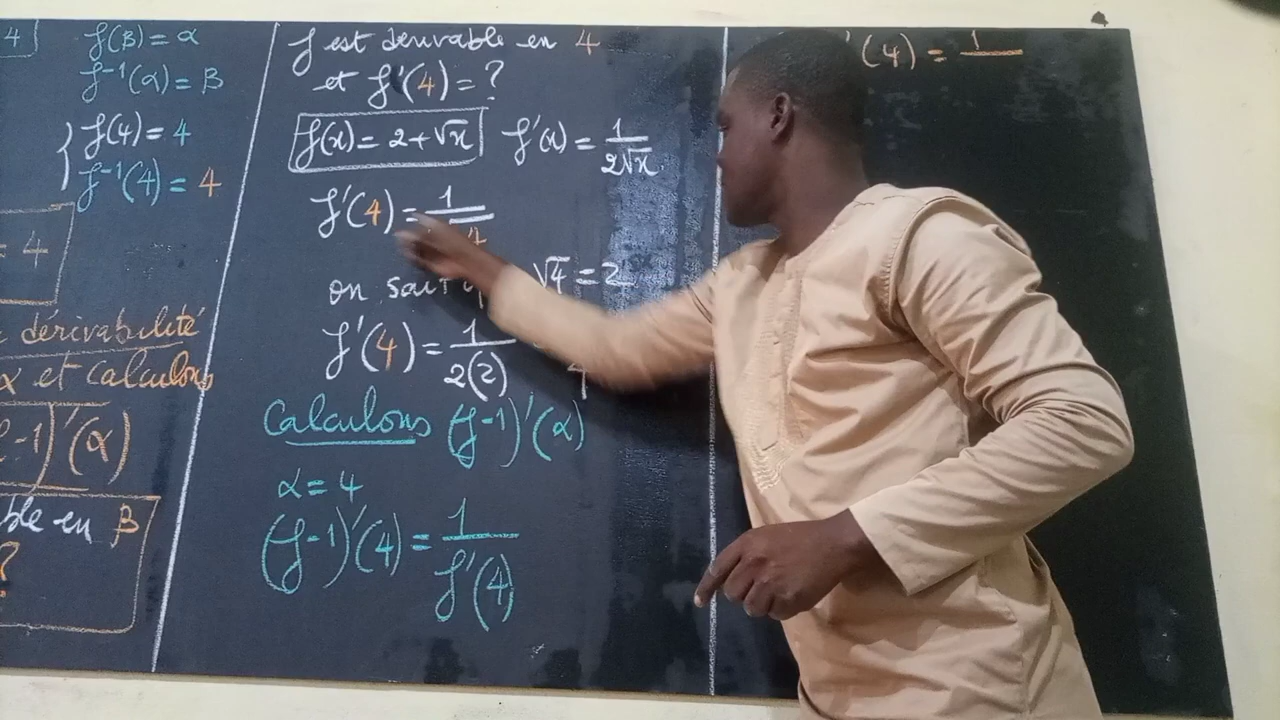 4
f(β) = α
f⁻¹(α) = β
f(4) = 4
f⁻¹(4) = 4
= 4
dérivabilité
α et calculons
-1)'(α)
ble en β
?
f est dérivable en 4
et f'(4) = ?
f(x) = 2+√x f'(x) = 1/(2√x)
f'(4) = 1/
on sait √4 = 2
f'(4) = 1/2(2)
Calculons (f-1)'(α)
α = 4
(f-1)'(4) = 1/f'(4)
'(4) = 1/